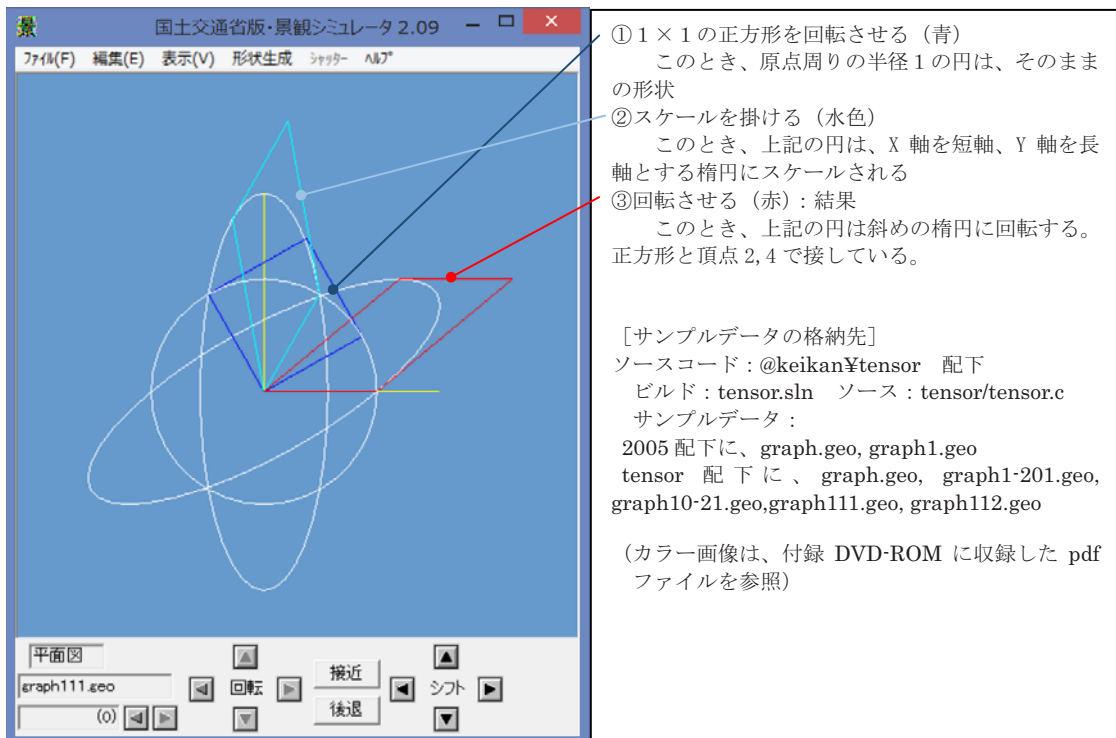 景 国土交通省版・景観シミュレータ 2.09
ﾌｧｲﾙ(F) 編集(E) 表示(V) 形状生成 ｼｬｯﾀｰ ﾍﾙﾌﾟ
平面図
graph111.geo
(0)
回転
接近
後退
シフト
①１×１の正方形を回転させる（青）
このとき、原点周りの半径１の円は、そのまま
の形状
②スケールを掛ける（水色）
このとき、上記の円は、X 軸を短軸、Y 軸を長
軸とする楕円にスケールされる
③回転させる（赤）: 結果
このとき、上記の円は斜めの楕円に回転する。
正方形と頂点 2, 4 で接している。
［サンプルデータの格納先］
ソースコード : @keikan¥tensor 配下
ビルド : tensor.sln ソース : tensor/tensor.c
サンプルデータ :
2005 配下に、graph.geo, graph1.geo
tensor 配下に、graph.geo, graph1-201.geo,
graph10-21.geo,graph111.geo, graph112.geo
（カラー画像は、付録 DVD-ROM に収録した pdf
ファイルを参照）